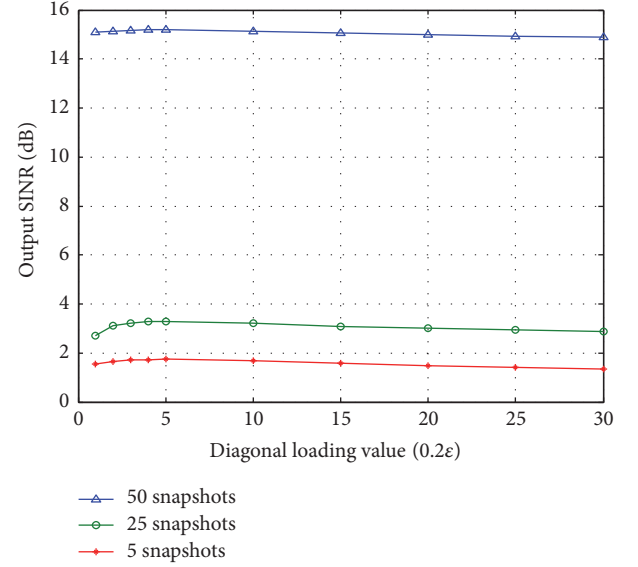 16
14
16
10
8
6
4
2
0
Output SINR (dB)
0 5 10 15 20 25 30
Diagonal loading value (0.2ε)
50 snapshots
25 snapshots
5 snapshots